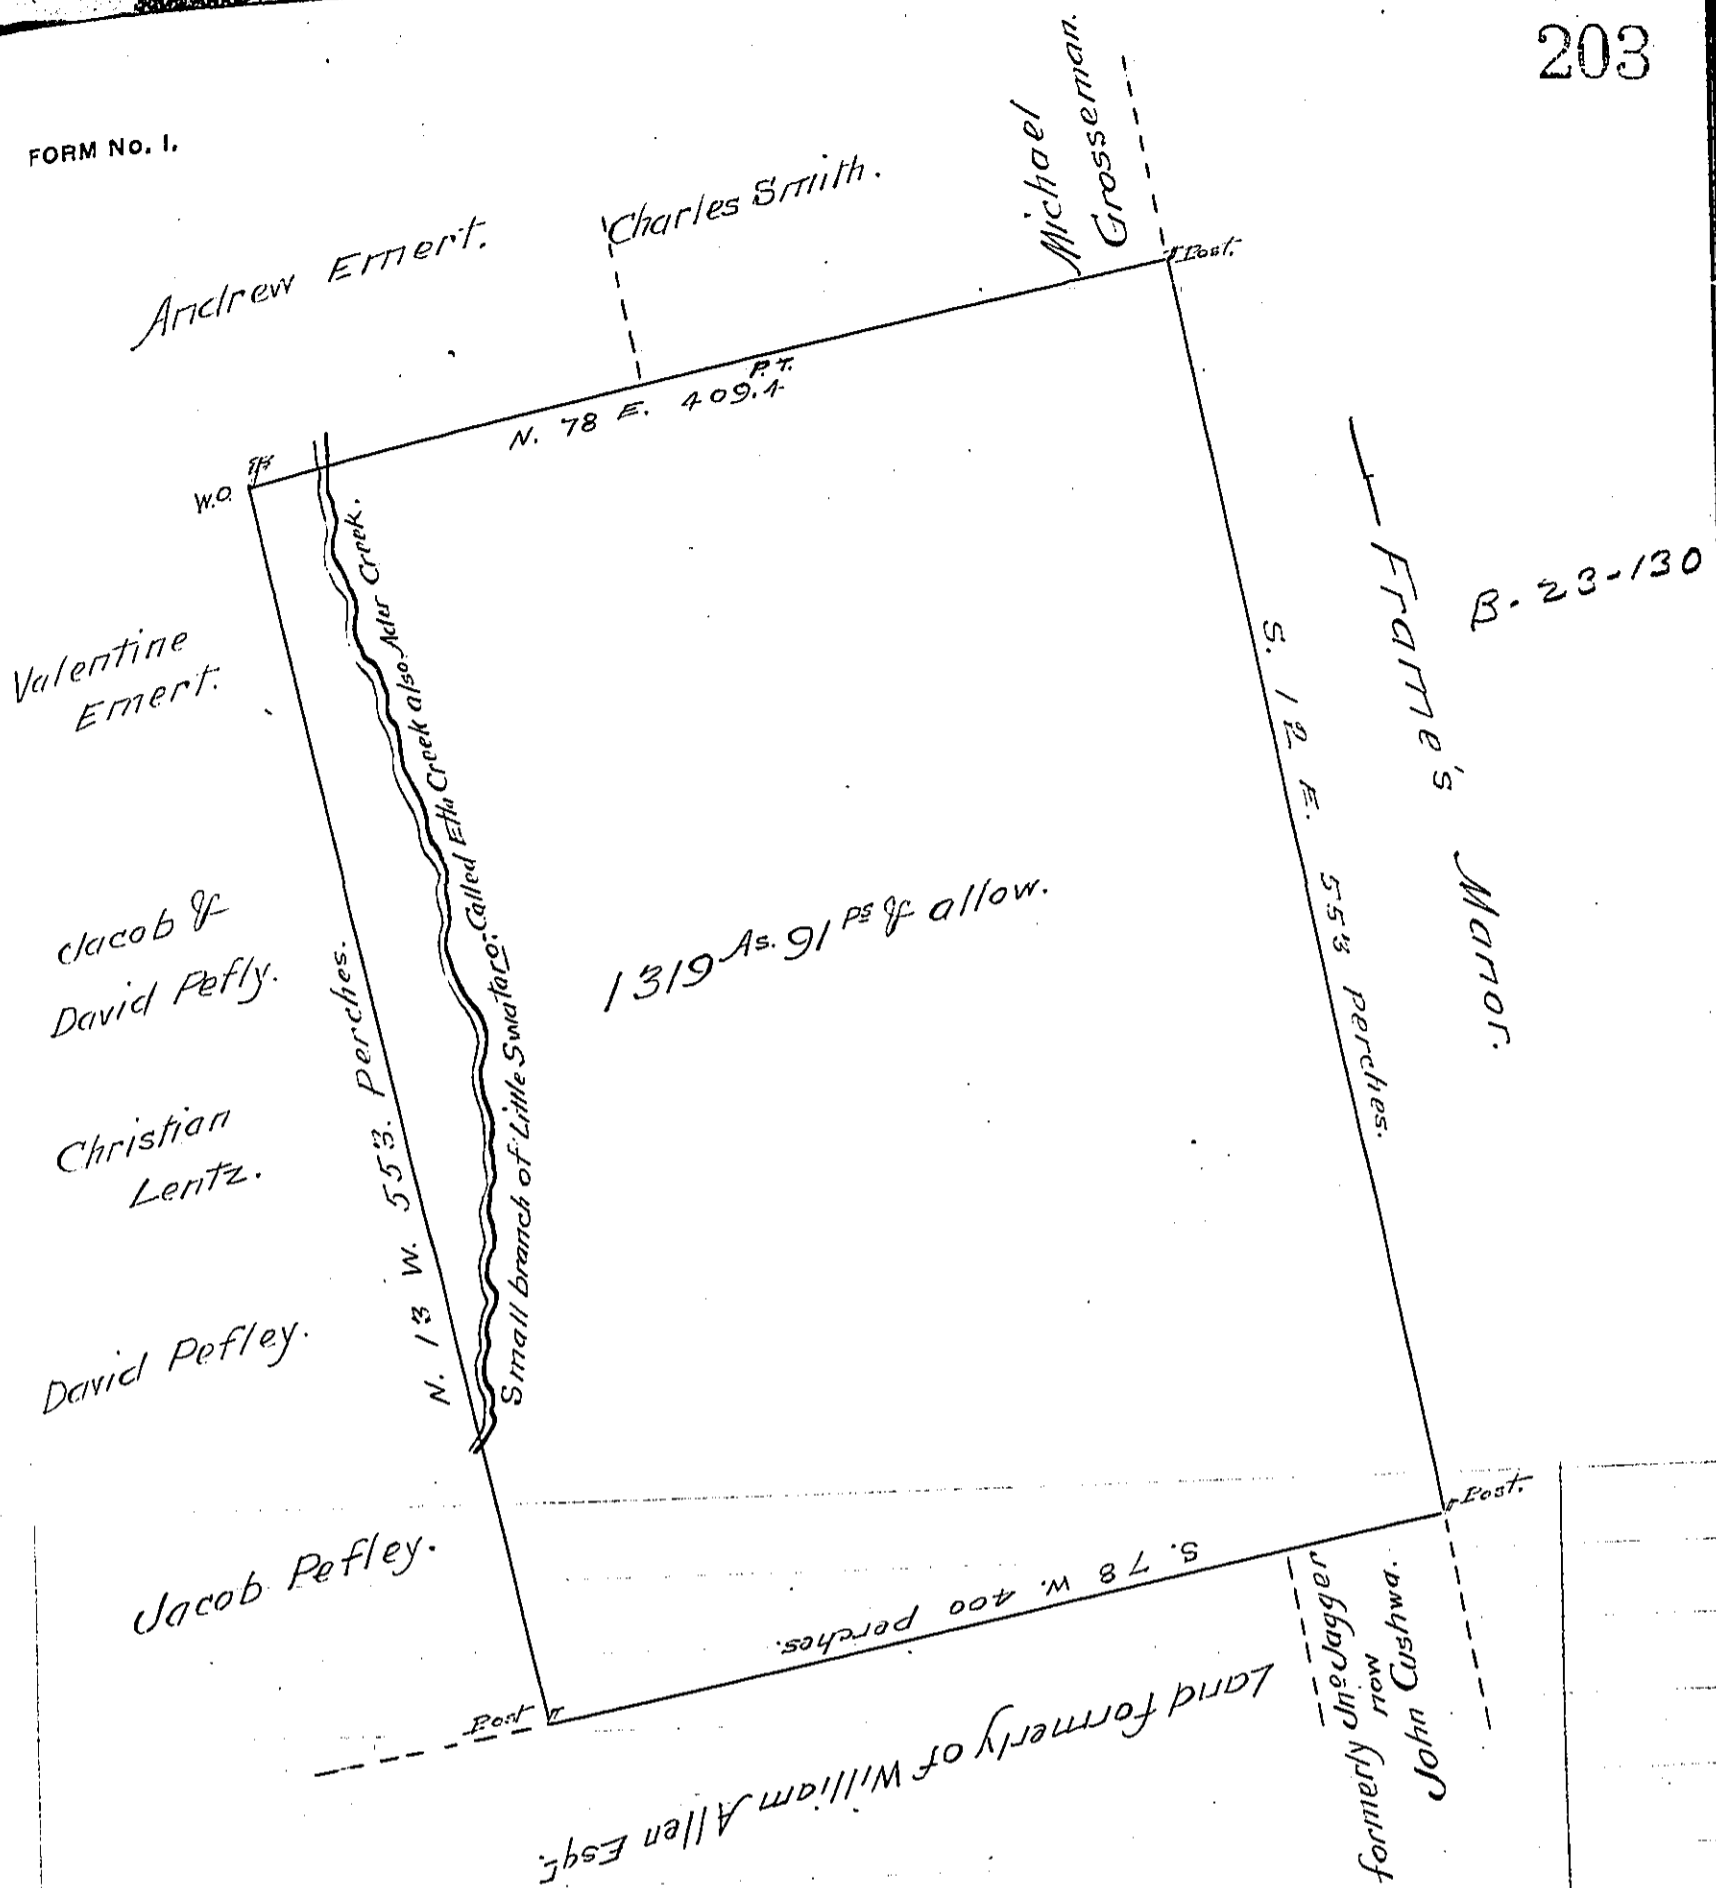 203
FORM No. 1.
Andrew Emert.
Charles Smith.
Michael
Grosseman.
Post.
P.T.
N. 78 E. 409.4
W.O.
Valentine
Emert.
Jacob &
David Pefly.
Christian
Lentz.
David Pefley.
Jacob Pefley.
N. 13 W. 553. Perches.
Small branch of Little Swataro: Called Creek also Creek.
1319 As. 91 Ps & allow.
S. 12 E. 553 perches.
Frame's Manor.
B-23-130
Post.
S. 78 W. 400 perches.
Post
Land formerly of William Allen Esqr.
formerly Jno Jagger
now
John Cushwa.